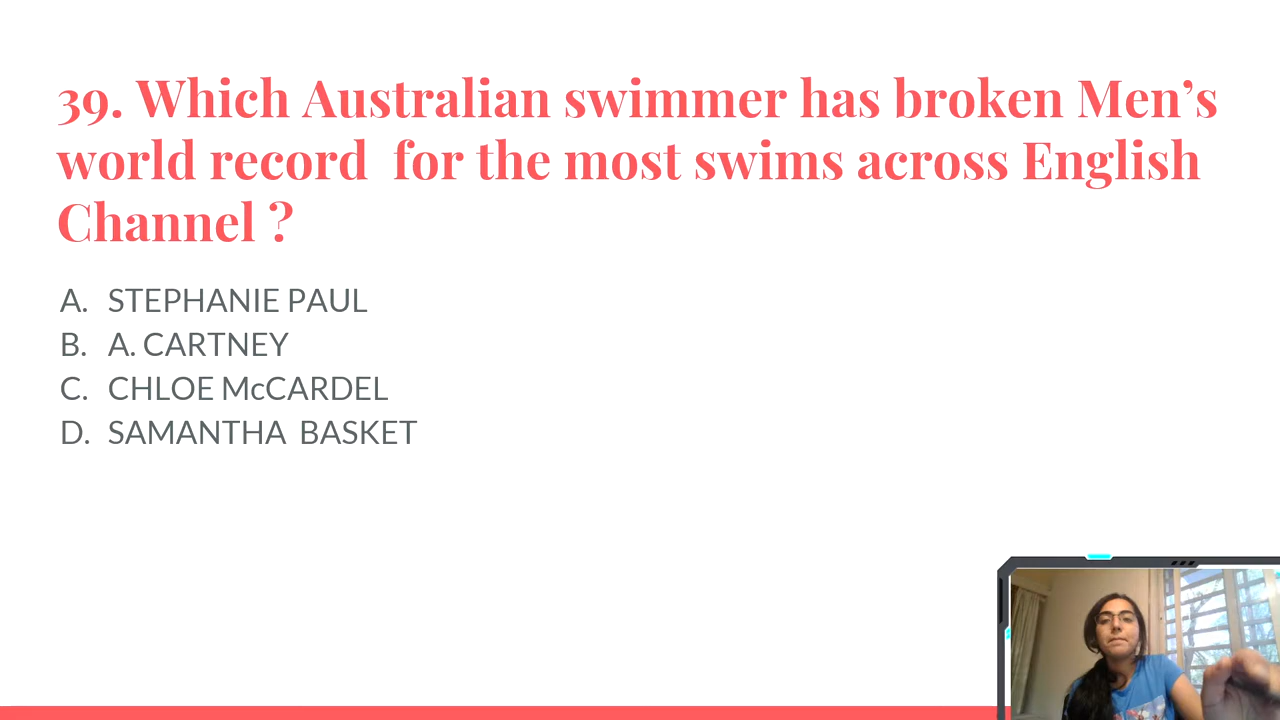 39. Which Australian swimmer has broken Men’s
world record for the most swims across English
Channel ?
A. STEPHANIE PAUL
B. A. CARTNEY
C. CHLOE McCARDEL
D. SAMANTHA BASKET